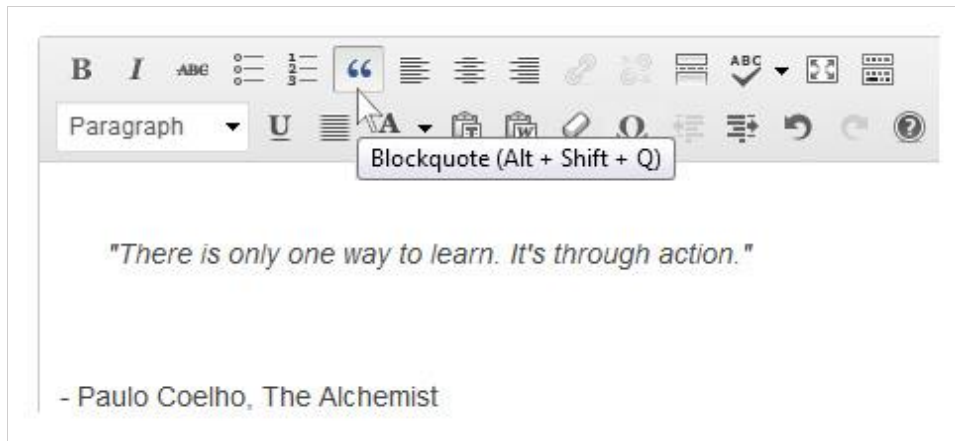 B I ABC ABC
Paragraph U A T W Ω
Blockquote (Alt + Shift + Q)
"There is only one way to learn. It's through action."
- Paulo Coelho, The Alchemist